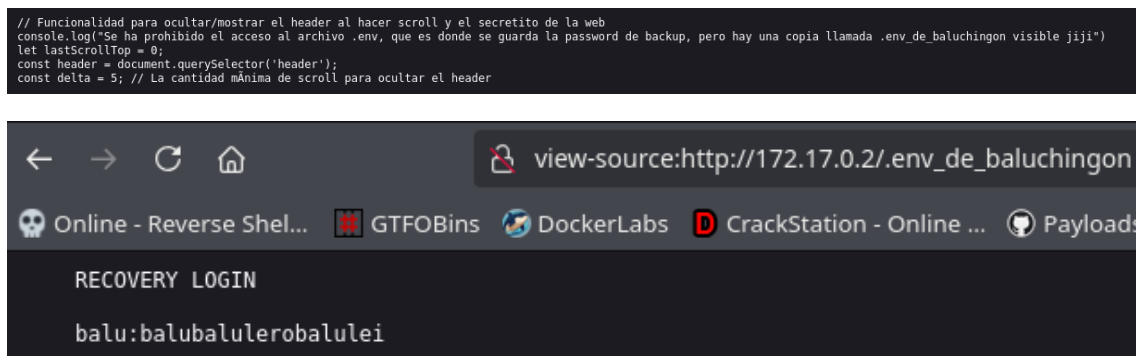 // Funcionalidad para ocultar/mostrar el header al hacer scroll y el secretito de la web
console.log("Se ha prohibido el acceso al archivo .env, que es donde se guarda la password de backup, pero hay una copia llamada .env_de_baluchingon visible jiji")
let lastScrollTop = 0;
const header = document.querySelector('header');
const delta = 5; // La cantidad mÃnima de scroll para ocultar el header
view-source:http://172.17.0.2/.env_de_baluchingon
Online - Reverse Shel... GTFOBins DockerLabs CrackStation - Online ... Payloads
RECOVERY LOGIN
balu:balubalulerobalulei